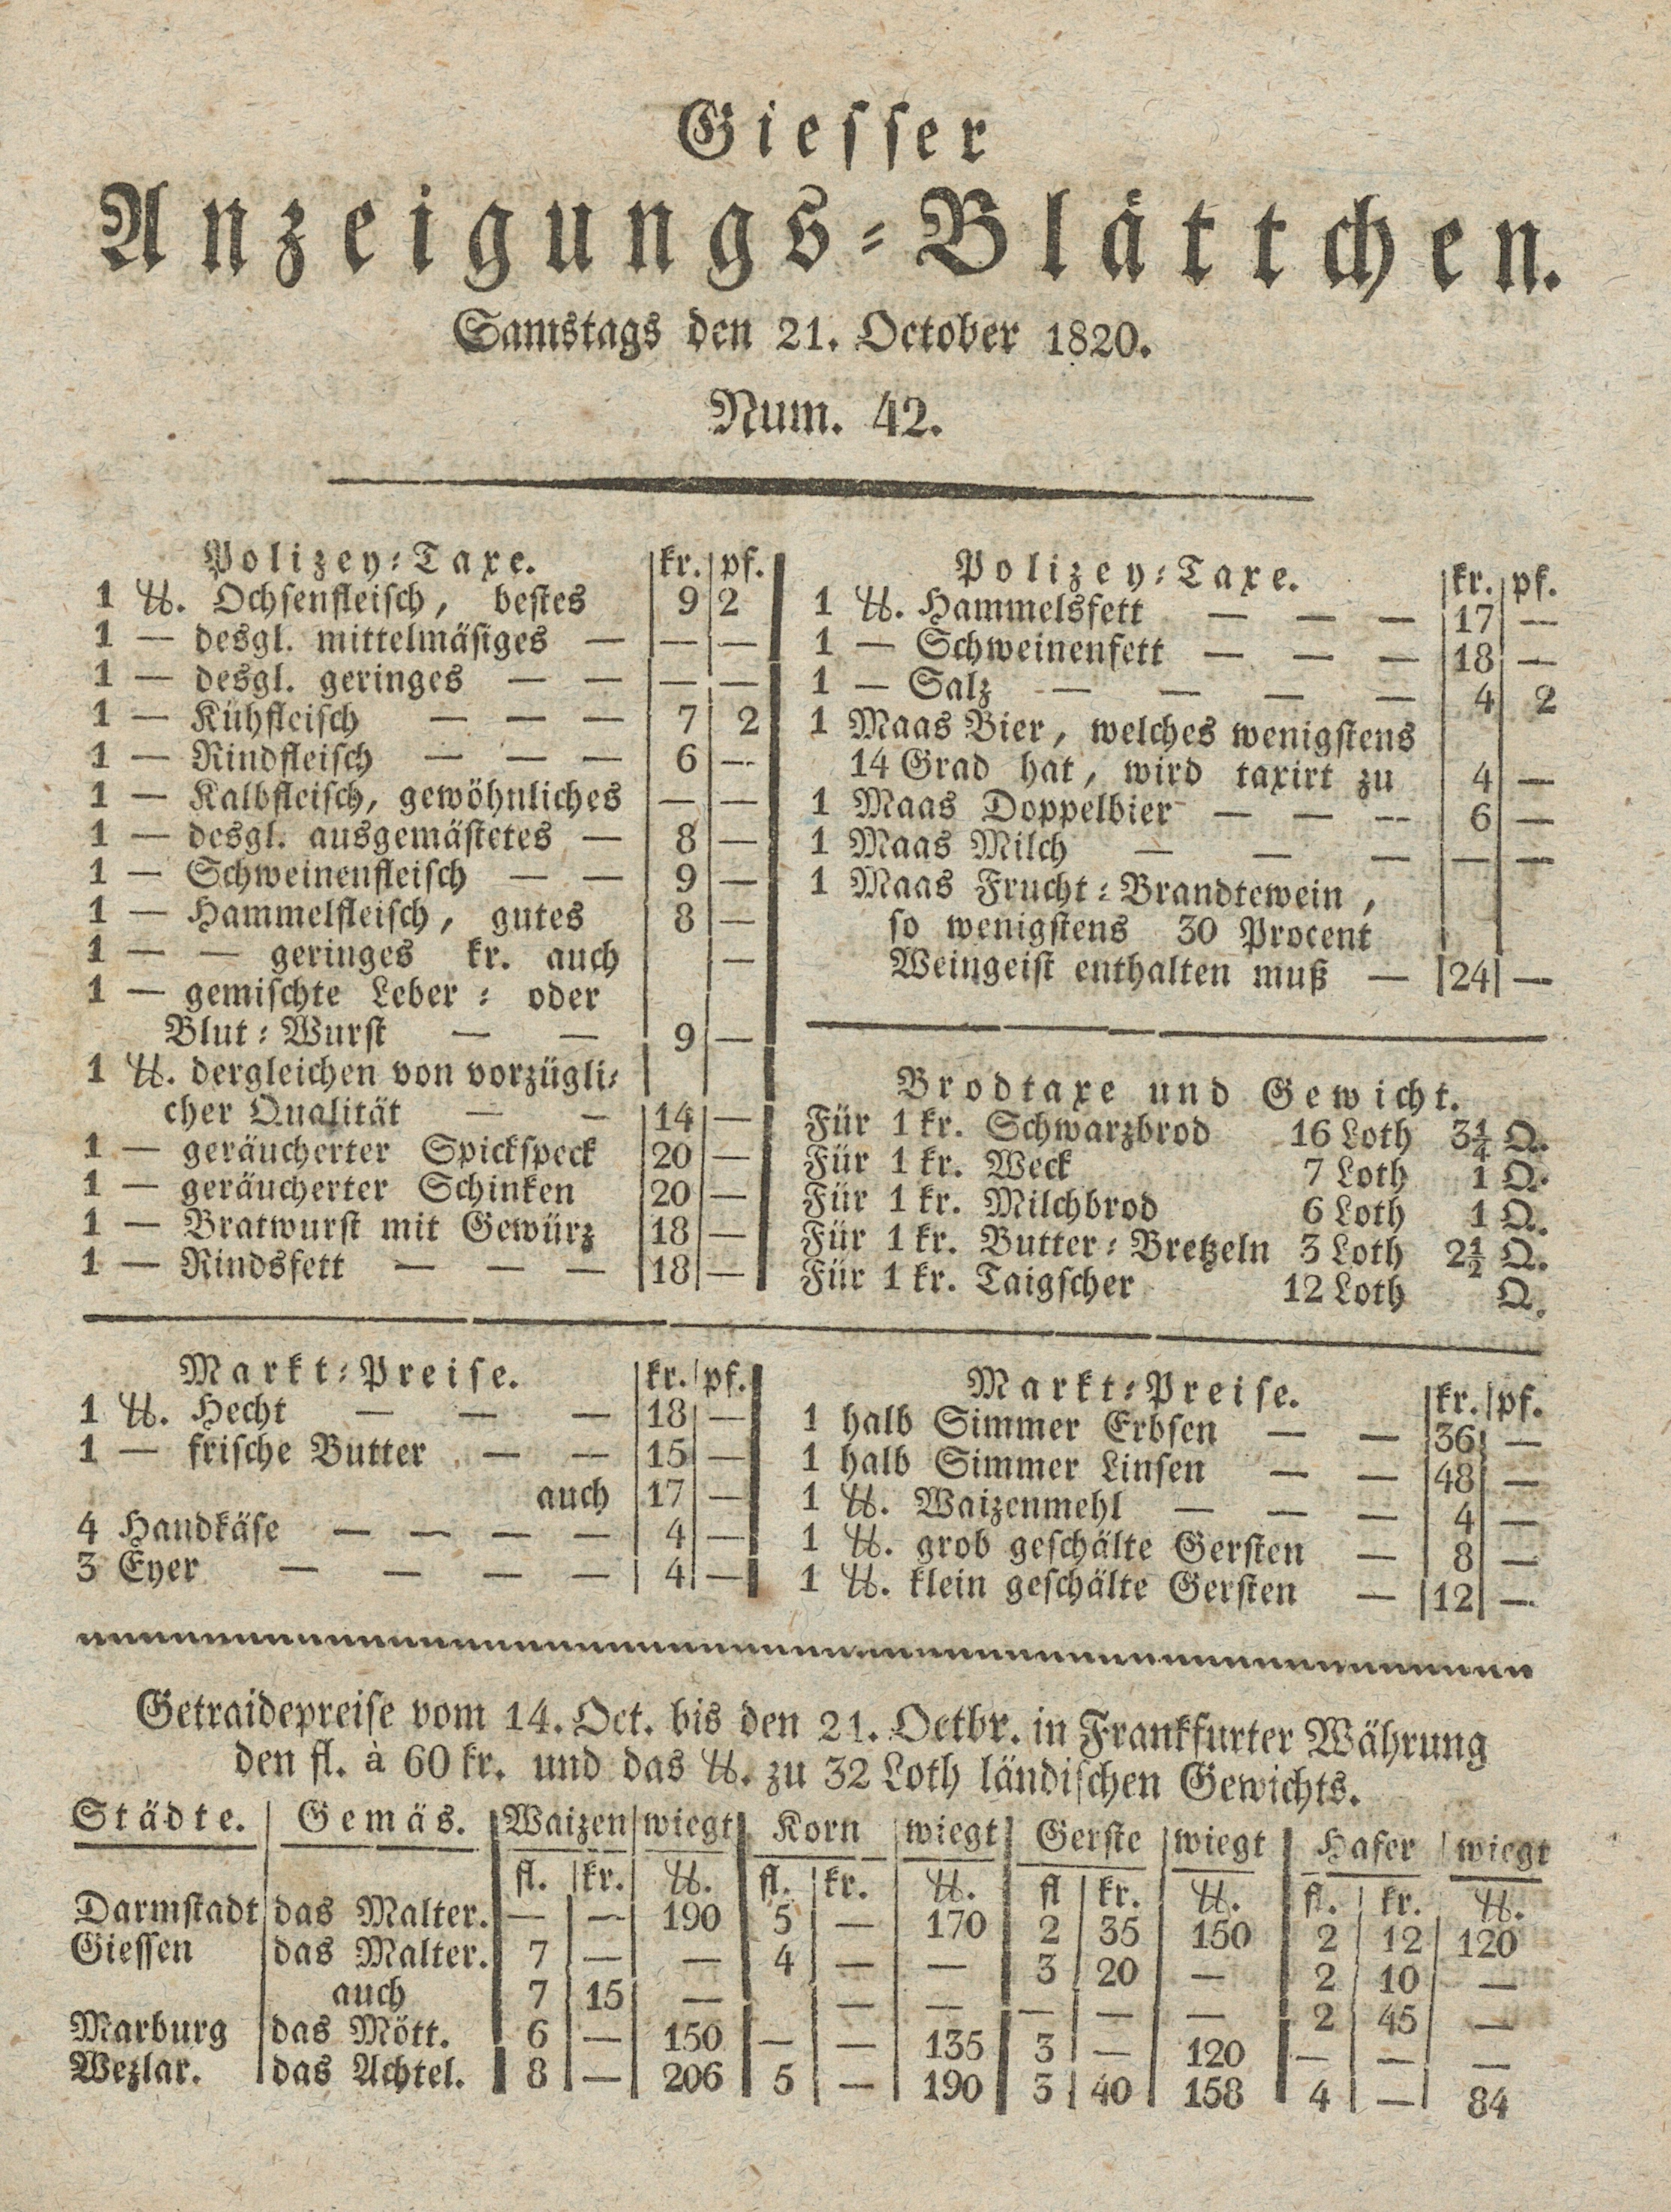 Giesser
Anzeigungs-Blättchen.
Samstags den 21. October 1820.
Num. 42.
Polizey-Taxe. kr. pf.
1 ℔. Ochsenfleisch, bestes 9 2
1 — desgl. mittelmäsiges — — —
1 — desgl. geringes — — — —
1 — Kühfleisch — — — 7 2
1 — Rindfleisch — — — 6 —
1 — Kalbfleisch, gewöhnliches — —
1 — desgl. ausgemästetes — 8 —
1 — Schweinenfleisch — — 9 —
1 — Hammelfleisch, gutes 8 —
1 — — geringes kr. auch —
1 — gemischte Leber- oder
Blut-Wurst — — 9 —
1 ℔. dergleichen von vorzügli-
cher Qualität — — 14 —
1 — geräucherter Spickspeck 20 —
1 — geräucherter Schinken 20 —
1 — Bratwurst mit Gewürz 18 —
1 — Rindsfett — — — 18 —
Polizey-Taxe. kr. pf.
1 ℔. Hammelsfett — — — 17 —
1 — Schweinenfett — — — 18 —
1 — Salz — — — — 4 2
1 Maas Bier, welches wenigstens
14 Grad hat, wird taxirt zu 4 —
1 Maas Doppelbier — — — 6 —
1 Maas Milch — — — — —
1 Maas Frucht-Brandtewein,
so wenigstens 30 Procent
Weingeist enthalten muß — 24 —
Brodtaxe und Gewicht.
Für 1 kr. Schwarzbrod 16 Loth 3¼ Q.
Für 1 kr. Weck 7 Loth 1 Q.
Für 1 kr. Milchbrod 6 Loth 1 Q.
Für 1 kr. Butter-Bretzeln 3 Loth 2½ Q.
Für 1 kr. Taigscher 12 Loth Q.
Markt-Preise. kr. pf.
1 ℔. Hecht — — — 18 —
1 — frische Butter — — 15 —
auch 17 —
4 Handkäse — — — — 4 —
3 Eyer — — — — 4 —
Markt-Preise. kr. pf.
1 halb Simmer Erbsen — — 36 —
1 halb Simmer Linsen — — 48 —
1 ℔. Waizenmehl — — — 4 —
1 ℔. grob geschälte Gersten — 8 —
1 ℔. klein geschälte Gersten — 12 —
Getraidepreise vom 14. Oct. bis den 21. Octbr. in Frankfurter Währung
den fl. à 60 kr. und das ℔. zu 32 Loth ländischen Gewichts.
Städte. Gemäs. Waizen wiegt Korn wiegt Gerste wiegt Hafer wiegt
fl. kr. ℔. fl. kr. ℔. fl kr. ℔. fl. kr. ℔.
Darmstadt das Malter. — — 190 5 — 170 2 35 150 2 12 120
Giessen das Malter. 7 — — 4 — — 3 20 — 2 10 —
auch 7 15 — — — — — — 2 45 —
Marburg das Mött. 6 — 150 — — 135 3 — 120 — — —
Wezlar. das Achtel. 8 — 206 5 — 190 3 40 158 4 — 84